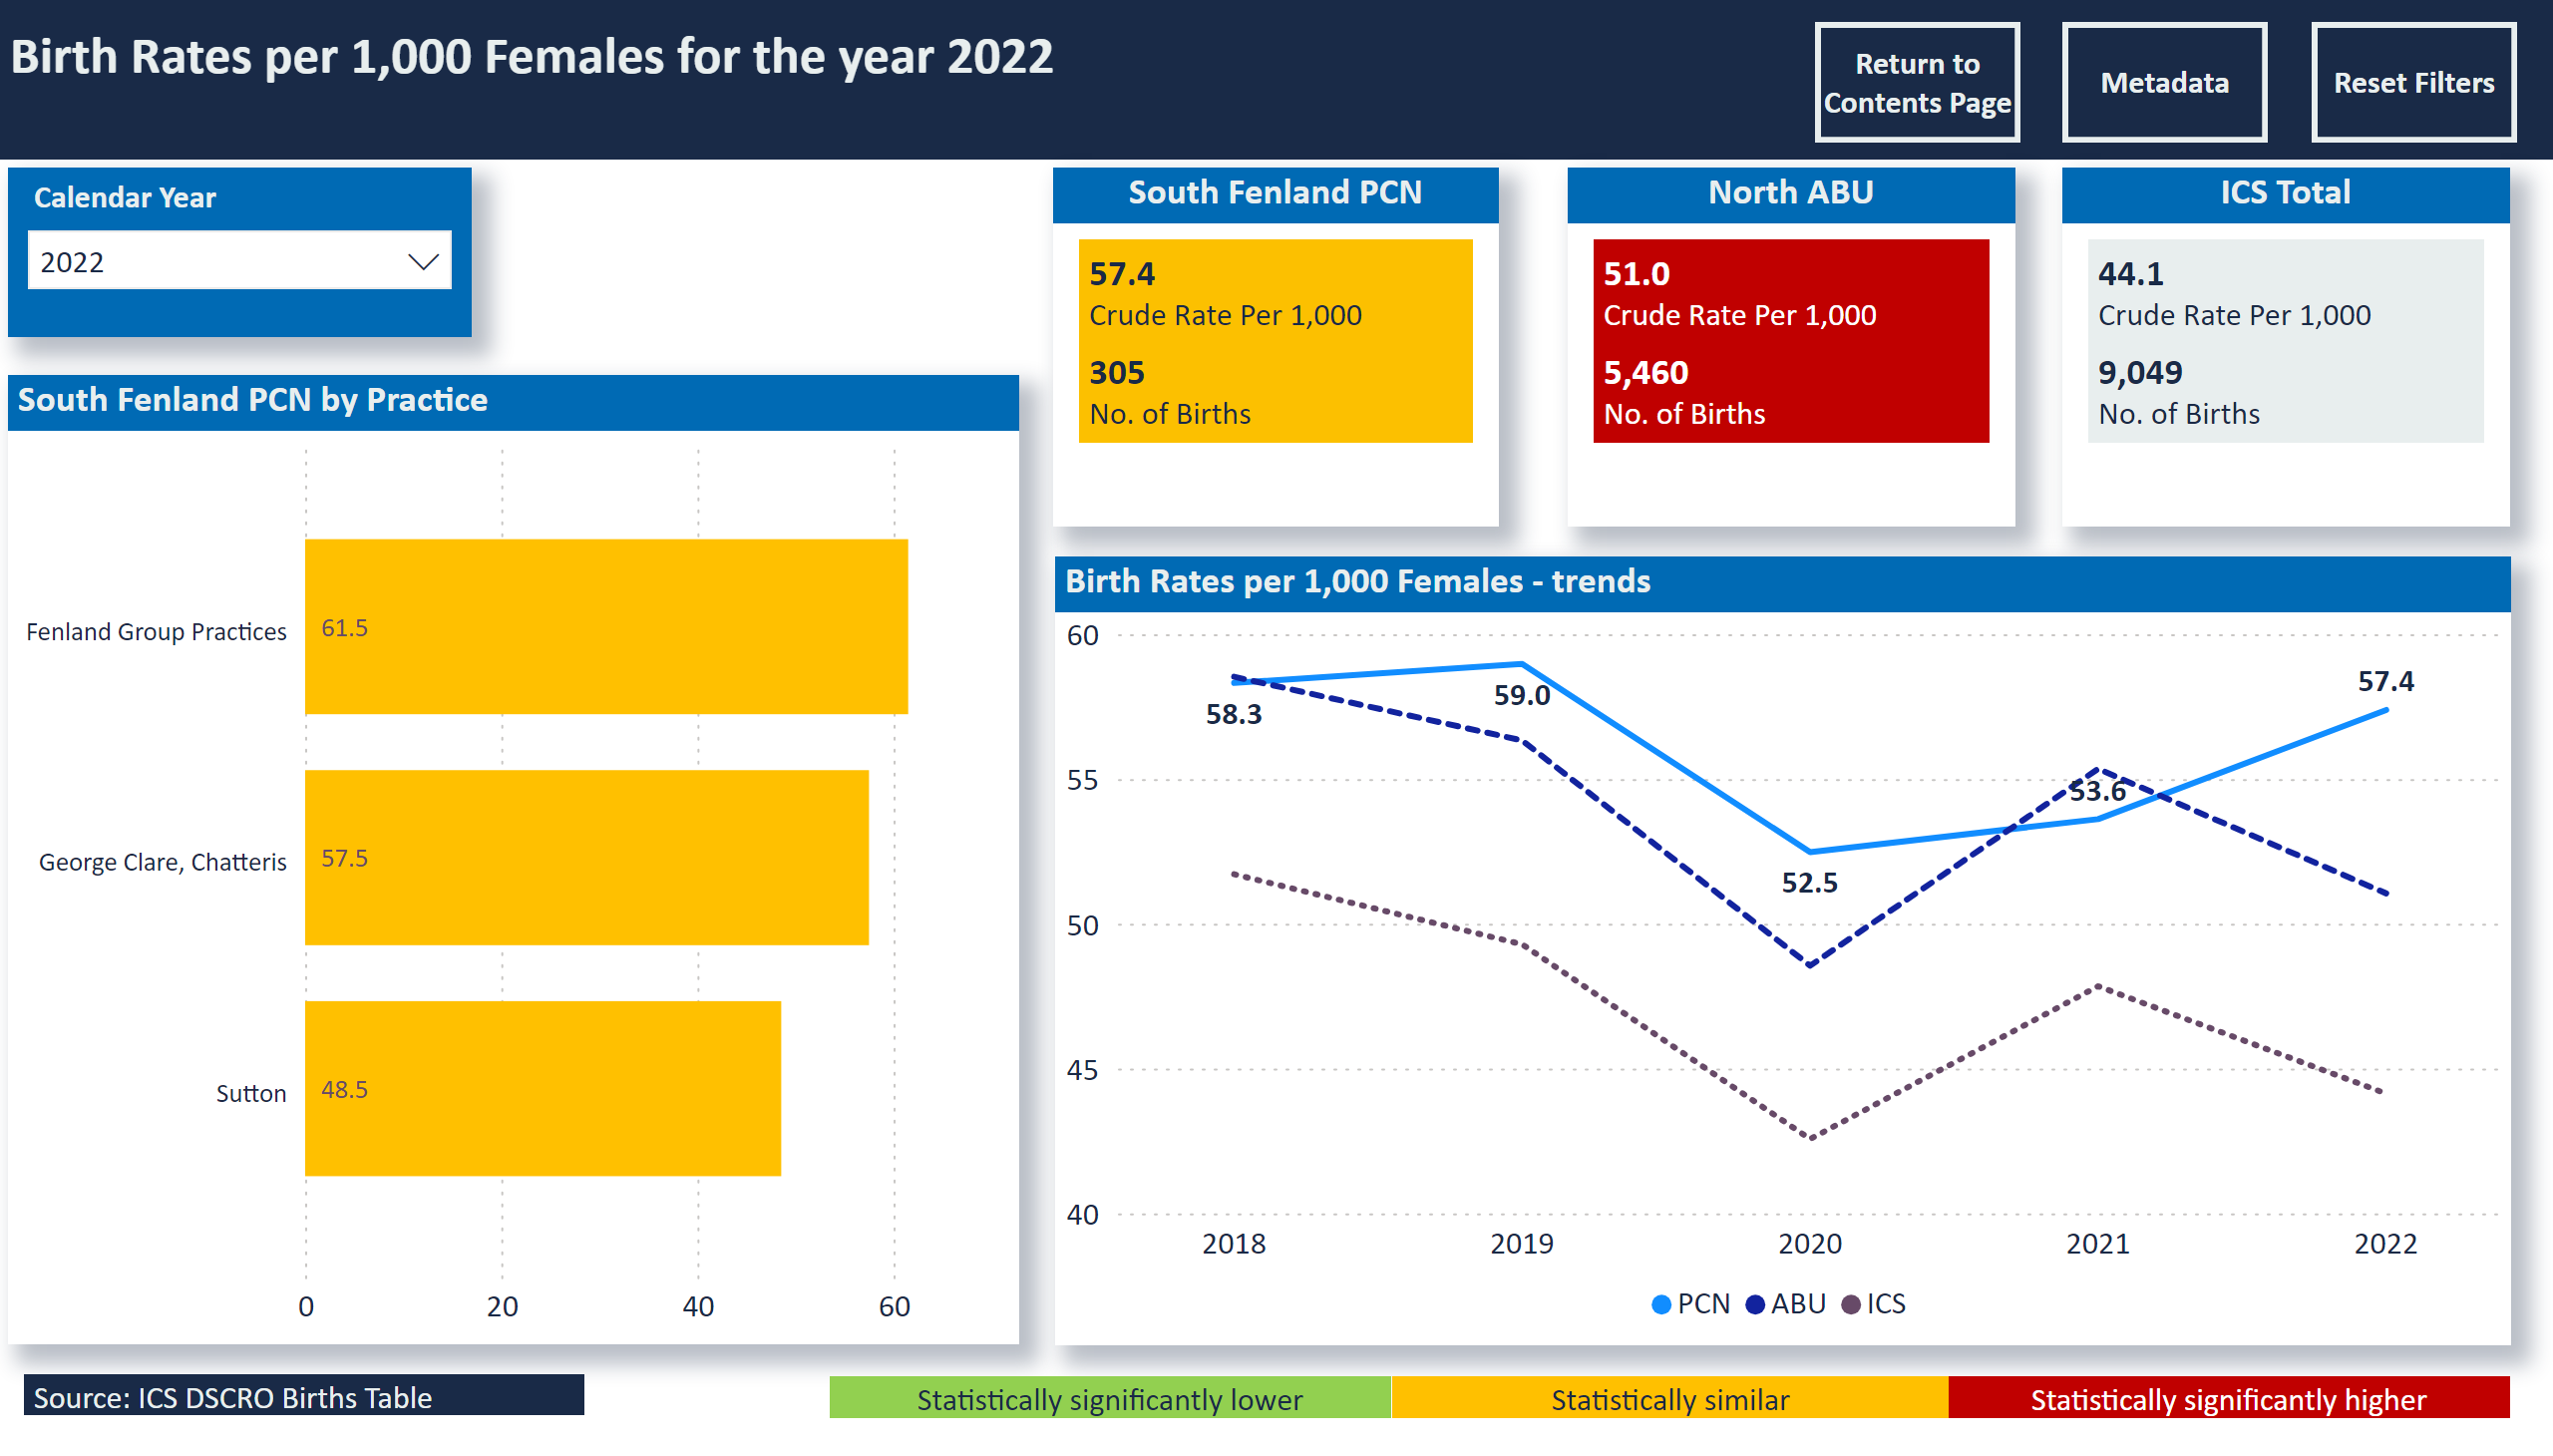 Birth Rates per 1,000 Females for the year 2022
Return to
Contents Page
Metadata
Reset Filters
Calendar Year
2022
South Fenland PCN
57.4
Crude Rate Per 1,000
305
No. of Births
North ABU
51.0
Crude Rate Per 1,000
5,460
No. of Births
ICS Total
44.1
Crude Rate Per 1,000
9,049
No. of Births
South Fenland PCN by Practice
Fenland Group Practices
61.5
George Clare, Chatteris
57.5
Sutton
48.5
0 20 40 60
Birth Rates per 1,000 Females - trends
60
55
50
45
40
58.3
59.0
52.5
53.6
57.4
2018 2019 2020 2021 2022
PCN ABU ICS
Source: ICS DSCRO Births Table
Statistically significantly lower
Statistically similar
Statistically significantly higher